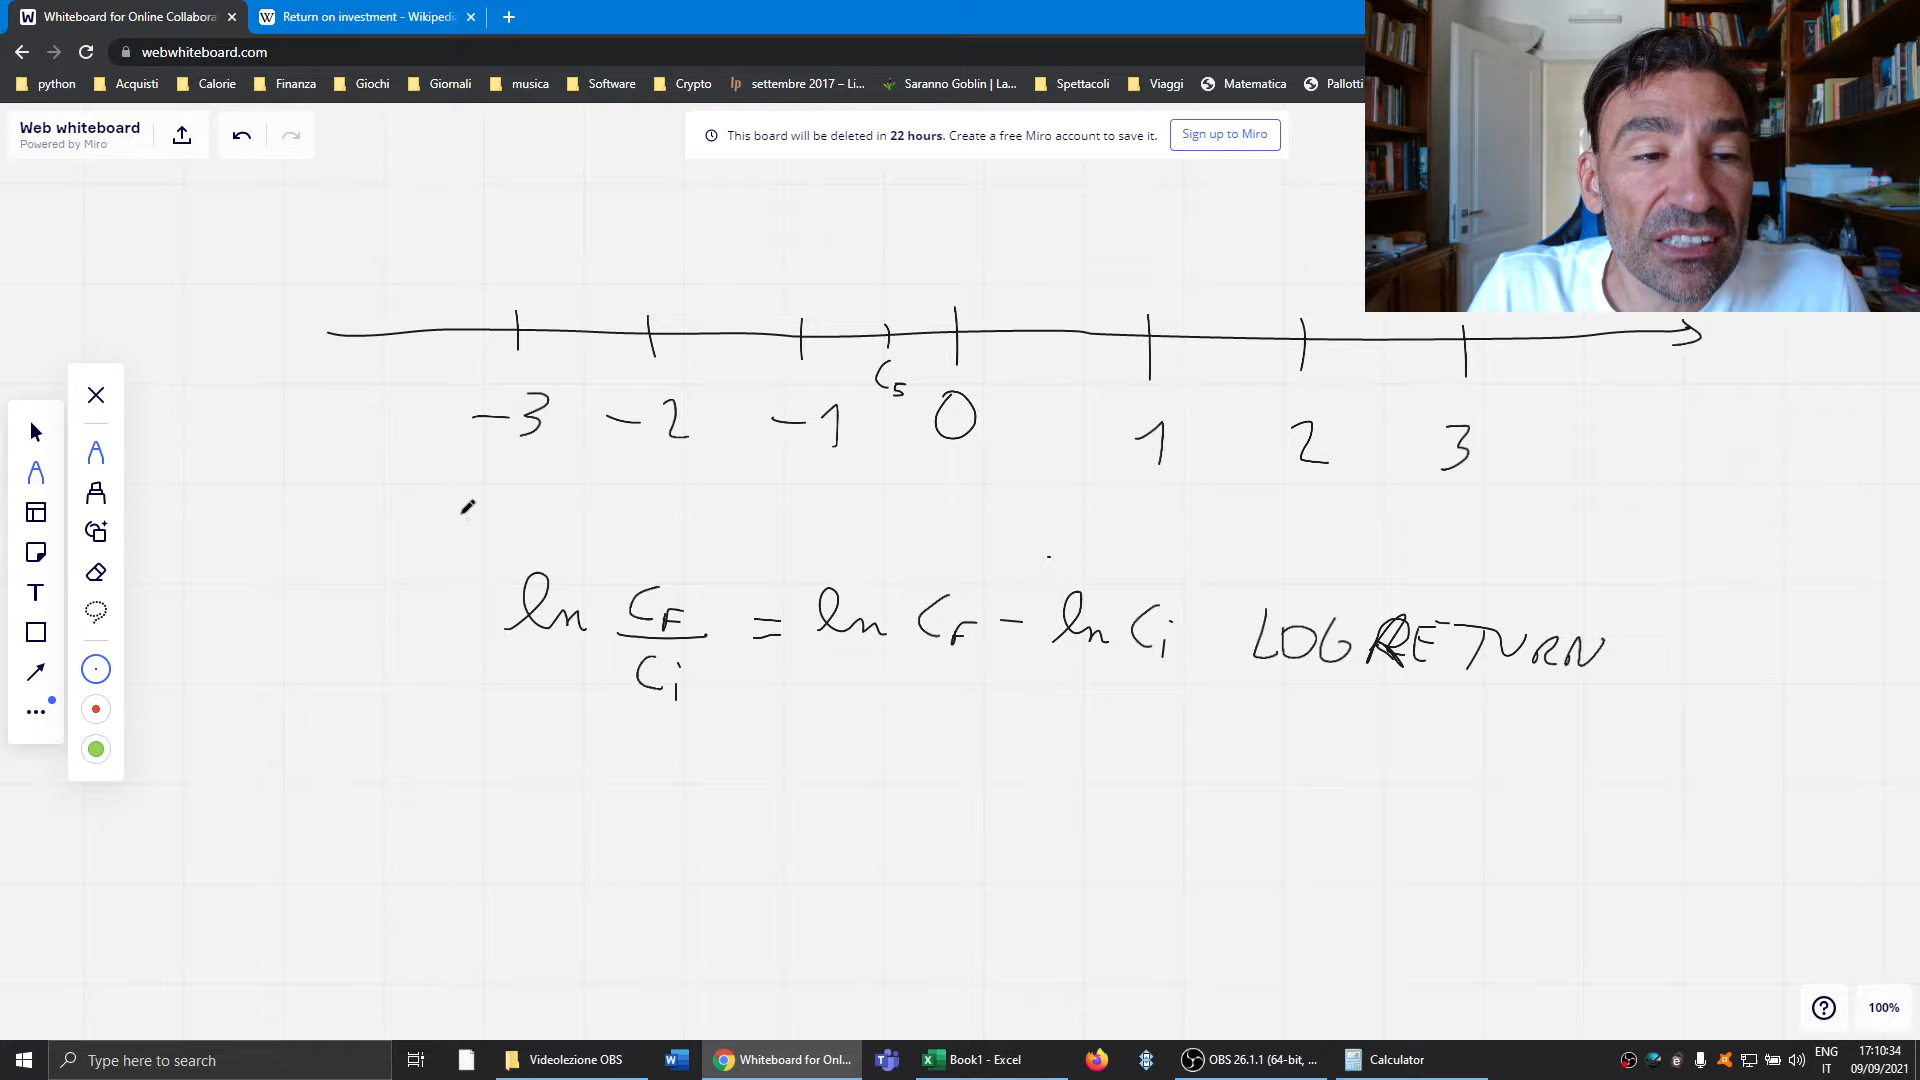 Whiteboard for Online Collabora
Return on investment - Wikipedi
webwhiteboard.com
python Acquisti Calorie Finanza Giochi Giornali musica Software Crypto settembre 2017 – Li... Saranno Goblin | La... Spettacoli Viaggi Matematica Pallotti
Web whiteboard
Powered by Miro
This board will be deleted in 22 hours. Create a free Miro account to save it. Sign up to Miro
C5
-3 -2 -1 0 1 2 3
ln CF/Ci = ln CF - ln Ci LOGRETURN
100%
Type here to search
Videolezione OBS
Whiteboard for Onl...
Book1 - Excel
OBS 26.1.1 (64-bit, ...
Calculator
ENG
IT
17:10:34
09/09/2021